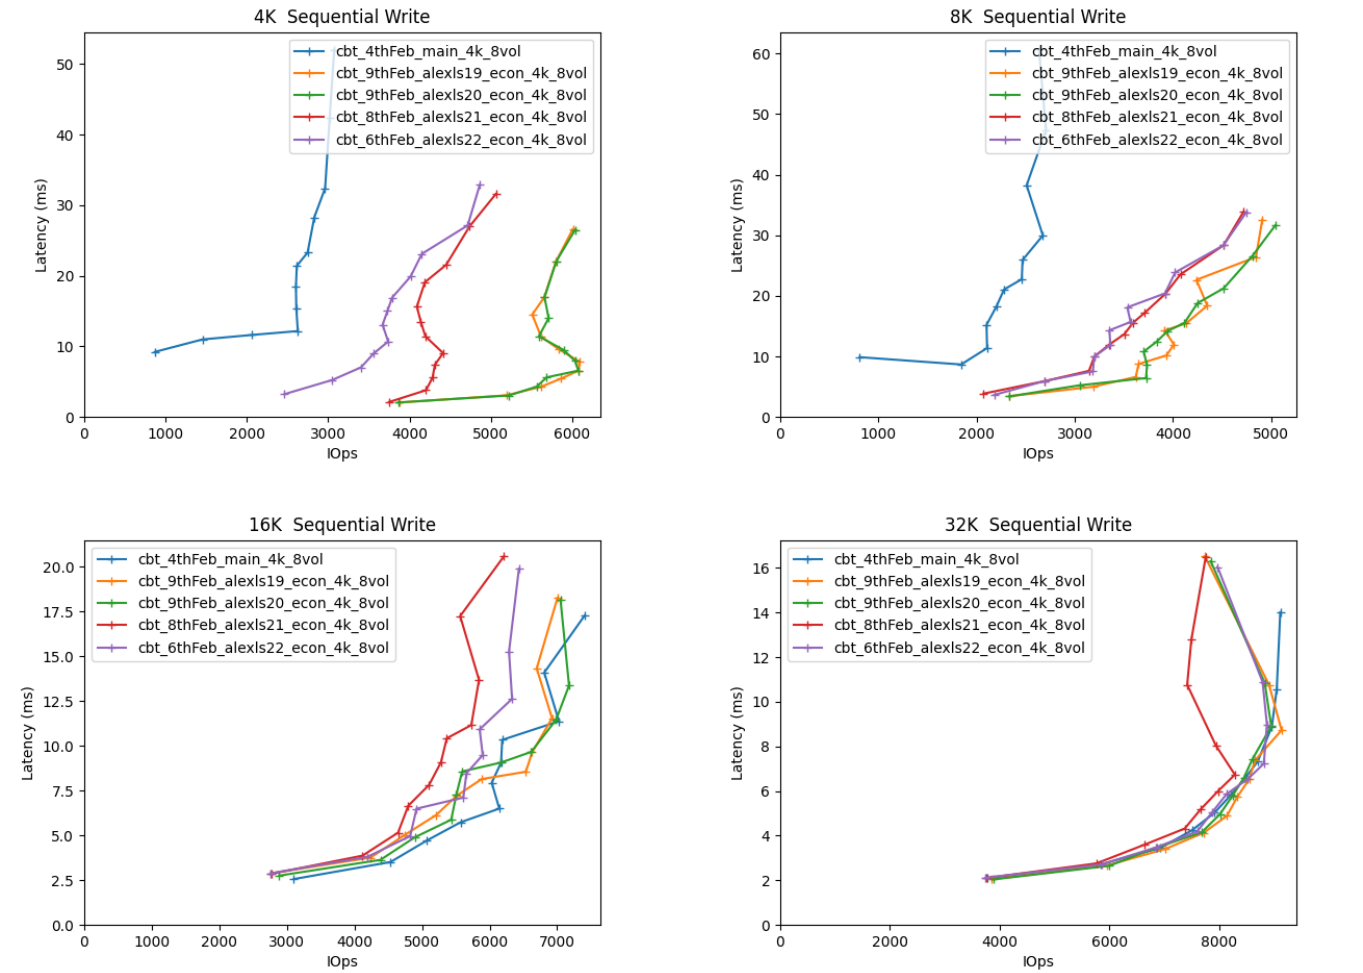 4K  Sequential Write
Latency (ms)
50
40
30
20
10
0
cbt_4thFeb_main_4k_8vol
cbt_9thFeb_alexls19_econ_4k_8vol
cbt_9thFeb_alexls20_econ_4k_8vol
cbt_8thFeb_alexls21_econ_4k_8vol
cbt_6thFeb_alexls22_econ_4k_8vol
0 1000 2000 3000 4000 5000 6000
IOps
8K  Sequential Write
Latency (ms)
60
50
40
30
20
10
0
cbt_4thFeb_main_4k_8vol
cbt_9thFeb_alexls19_econ_4k_8vol
cbt_9thFeb_alexls20_econ_4k_8vol
cbt_8thFeb_alexls21_econ_4k_8vol
cbt_6thFeb_alexls22_econ_4k_8vol
0 1000 2000 3000 4000 5000
IOps
16K  Sequential Write
Latency (ms)
20.0
17.5
15.0
12.5
10.0
7.5
5.0
2.5
0.0
cbt_4thFeb_main_4k_8vol
cbt_9thFeb_alexls19_econ_4k_8vol
cbt_9thFeb_alexls20_econ_4k_8vol
cbt_8thFeb_alexls21_econ_4k_8vol
cbt_6thFeb_alexls22_econ_4k_8vol
0 1000 2000 3000 4000 5000 6000 7000
IOps
32K  Sequential Write
Latency (ms)
16
14
12
10
8
6
4
2
0
cbt_4thFeb_main_4k_8vol
cbt_9thFeb_alexls19_econ_4k_8vol
cbt_9thFeb_alexls20_econ_4k_8vol
cbt_8thFeb_alexls21_econ_4k_8vol
cbt_6thFeb_alexls22_econ_4k_8vol
0 2000 4000 6000 8000
IOps